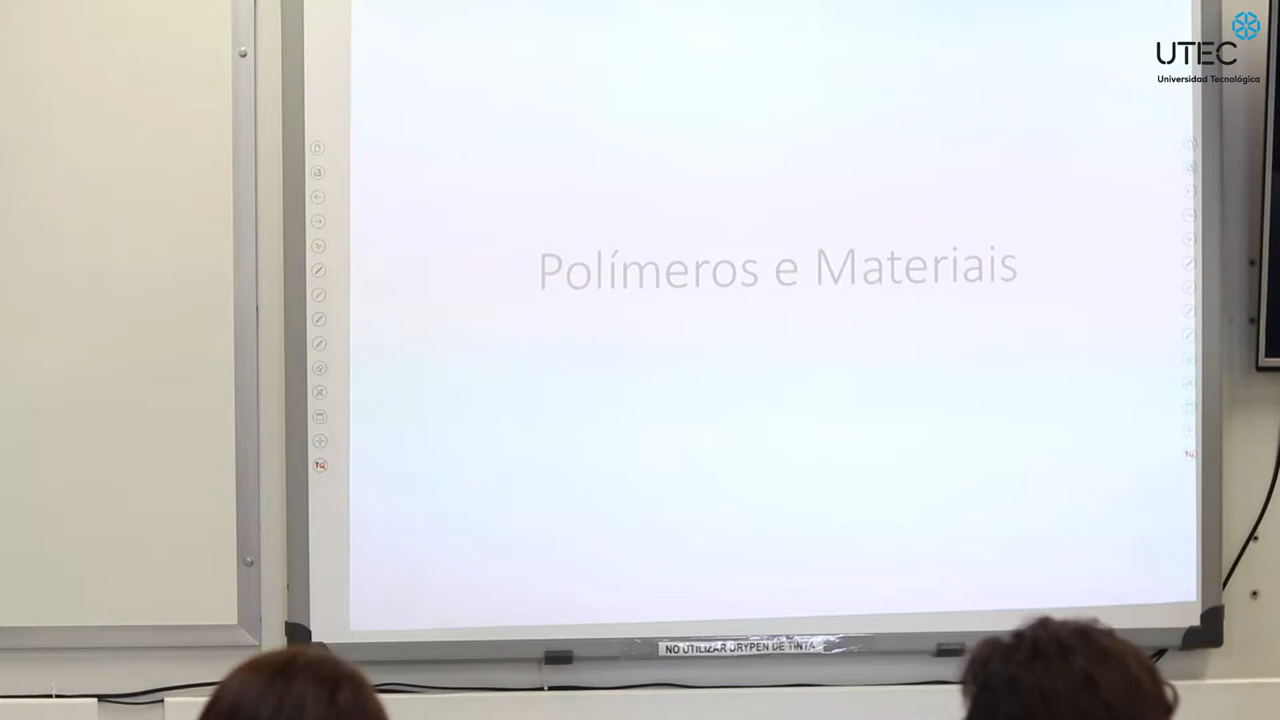 UTEC
Universidad Tecnológica
Polímeros e Materiais
NO UTILIZAR DRYPEN DE TINTA